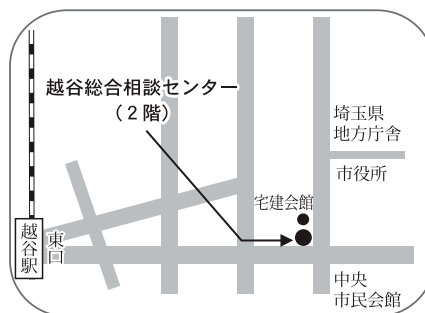 越谷総合相談センター
(2階)
埼玉県
地方庁舎
市役所
宅建会館
越谷駅
東口
中央
市民会館